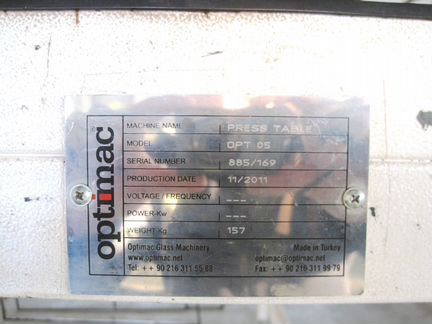 optimac
MACHINE NAME PRESS TABLE
MODEL OPT 05
SERIAL NUMBER 885/169
PRODUCTION DATE 11/2011
VOLTAGE / FREQUENCY ---
POWER-Kw ---
WEIGHT-Kg 157
Optimac Glass Machinery Made in Turkey
www.optimac.net optimac@optimac.net
Tel: ++ 90 216 311 55 88 Fax: ++ 90 216 311 99 79